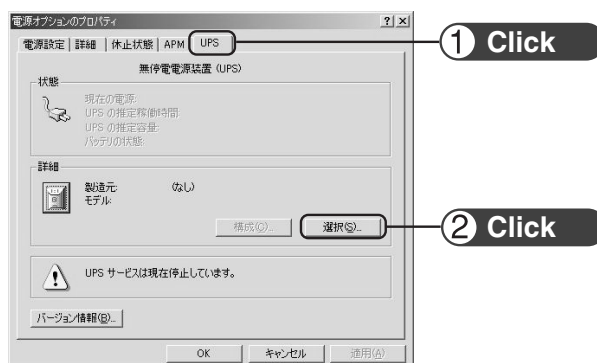 電源オプションのプロパティ
? ×
電源設定 詳細 休止状態 APM UPS
① Click
無停電電源装置 (UPS)
状態
現在の電源:
UPS の推定稼働時間:
UPS の推定容量:
バッテリの状態:
詳細
製造元: (なし)
モデル:
構成(O)... 選択(S)...
② Click
UPS サービスは現在停止しています。
バージョン情報(B)...
OK キャンセル 適用(A)